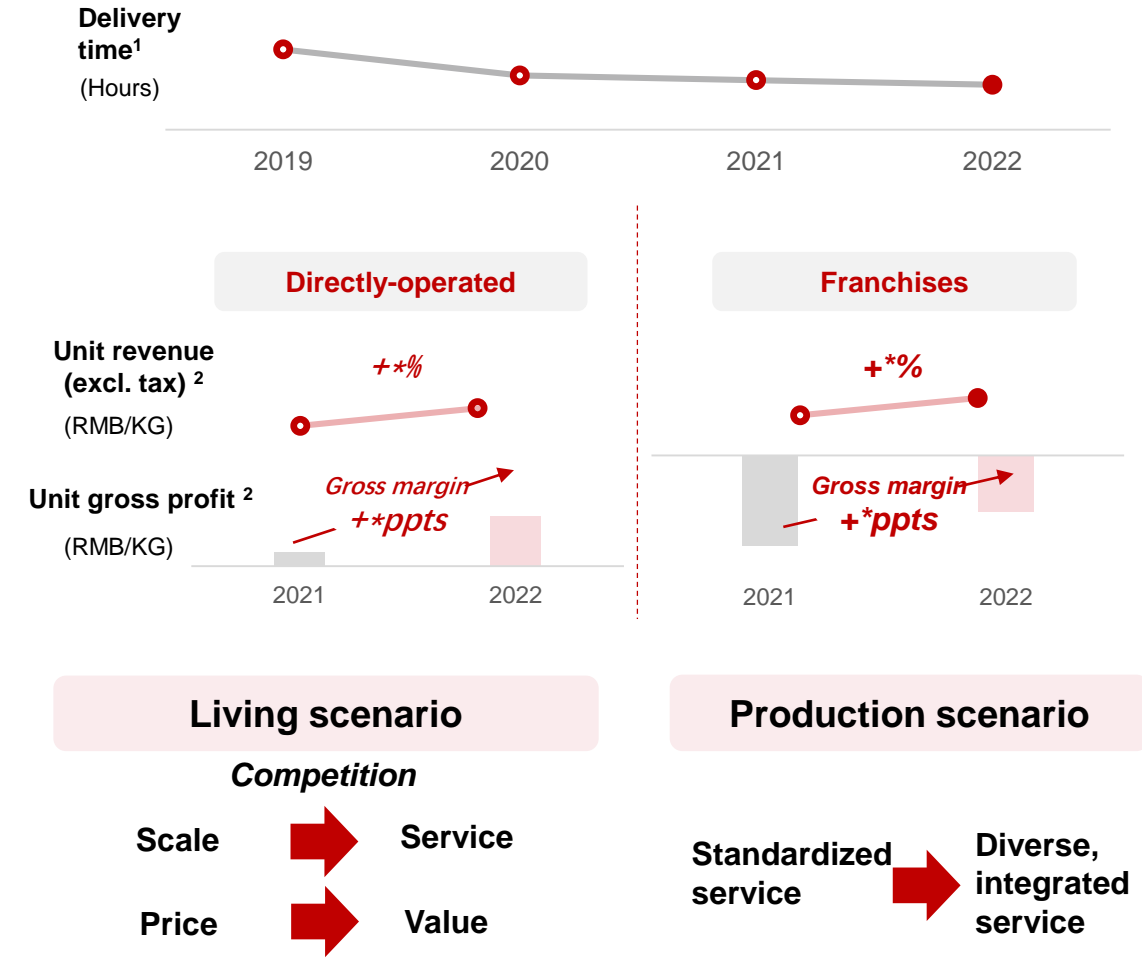 Delivery
time¹
(Hours)
2019
2020
2021
2022
Directly-operated
Franchises
Unit revenue
(excl. tax) ²
(RMB/KG)
+*%
+*%
Unit gross profit ²
(RMB/KG)
Gross margin
+*ppts
Gross margin
+*ppts
2021
2022
2021
2022
Living scenario
Production scenario
Competition
Scale
Service
Price
Value
Standardized
service
Diverse,
integrated
service